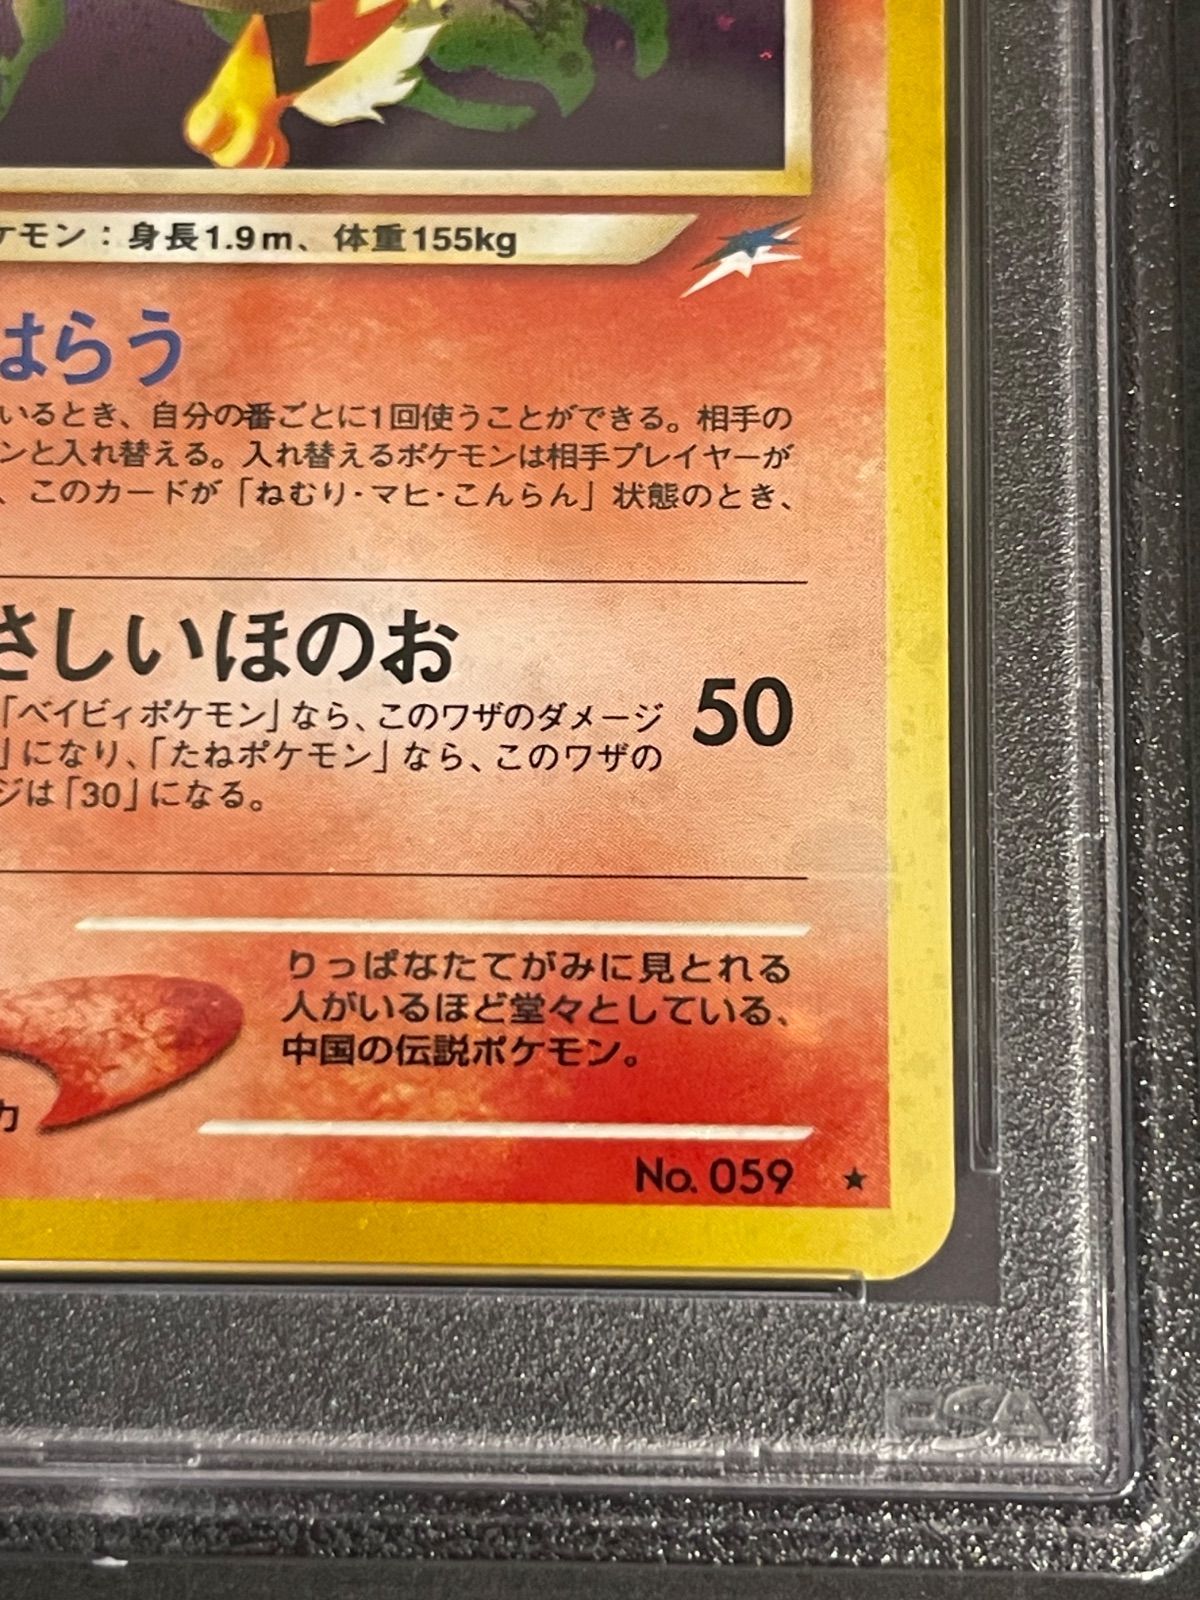 ケモン：身長1.9m、体重155kg
はらう
いるとき、自分の番ごとに1回使うことができる。相手の
ンと入れ替える。入れ替えるポケモンは相手プレイヤーが
、このカードが「ねむり・マヒ・こんらん」状態のとき、
さしいほのお
50
「ベイビィポケモン」なら、このワザのダメージ
」になり、「たねポケモン」なら、このワザの
ジは「30」になる。
りっぱなたてがみに見とれる
人がいるほど堂々としている、
中国の伝説ポケモン。
カ
No. 059 ★
PSA